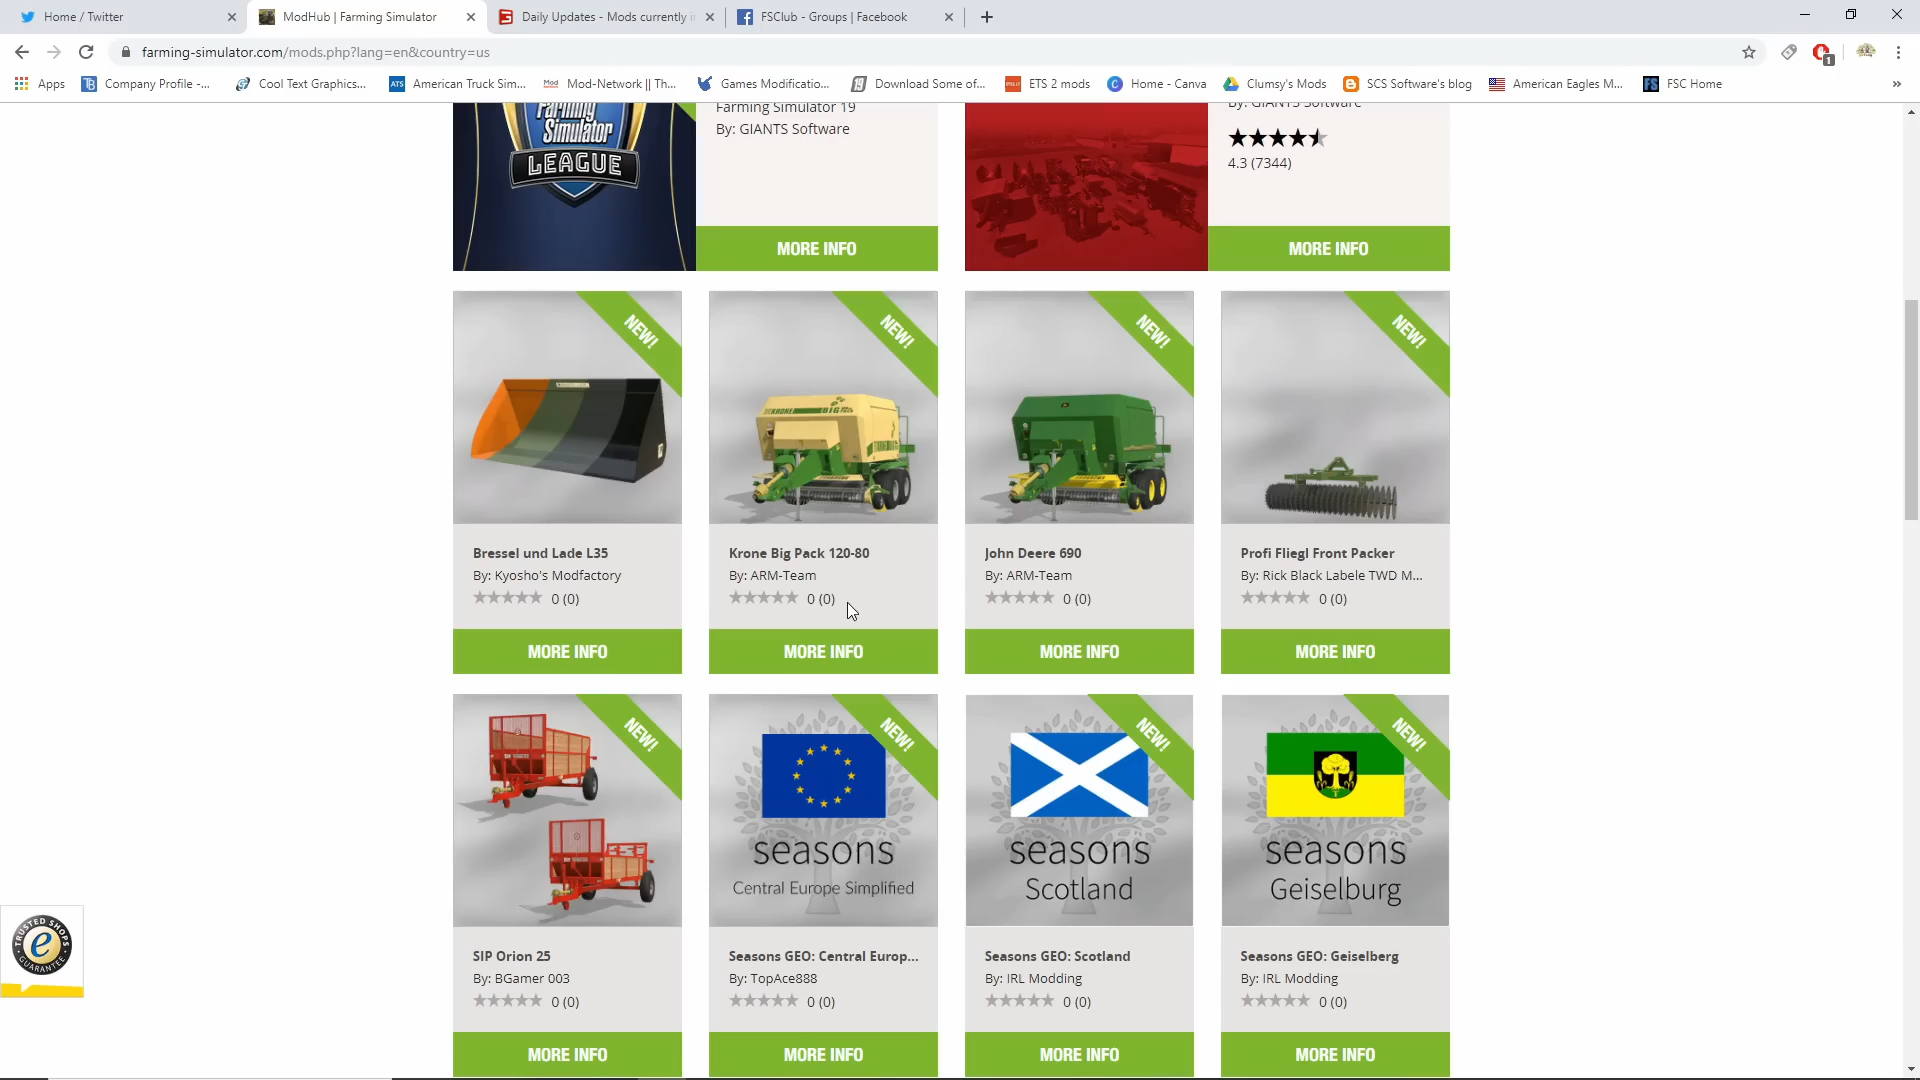 Home / Twitter
ModHub | Farming Simulator
Daily Updates - Mods currently i
FSClub - Groups | Facebook
farming-simulator.com/mods.php?lang=en&country=us
1
Apps
Company Profile -...
Cool Text Graphics...
ATS
American Truck Sim...
Mod
Mod-Network || Th...
Games Modificatio...
19
Download Some of...
ETS 2 mods
Home - Canva
Clumsy's Mods
SCS Software's blog
American Eagles M...
FS
FSC Home
»
Farming
Simulator
LEAGUE
Farming Simulator 19
By: GIANTS Software
MORE INFO
By: GIANTS Software
4.3 (7344)
MORE INFO
NEW!
Bressel und Lade L35
By: Kyosho's Modfactory
0 (0)
MORE INFO
NEW!
KRONE BIG
Krone Big Pack 120-80
By: ARM-Team
0 (0)
MORE INFO
NEW!
John Deere 690
By: ARM-Team
0 (0)
MORE INFO
NEW!
Profi Fliegl Front Packer
By: Rick Black Labele TWD M...
0 (0)
MORE INFO
NEW!
SIP Orion 25
By: BGamer 003
0 (0)
MORE INFO
NEW!
seasons
Central Europe Simplified
Seasons GEO: Central Europ...
By: TopAce888
0 (0)
MORE INFO
NEW!
seasons
Scotland
Seasons GEO: Scotland
By: IRL Modding
0 (0)
MORE INFO
NEW!
seasons
Geiselburg
Seasons GEO: Geiselberg
By: IRL Modding
0 (0)
MORE INFO
TRUSTED SHOPS
e
GUARANTEE